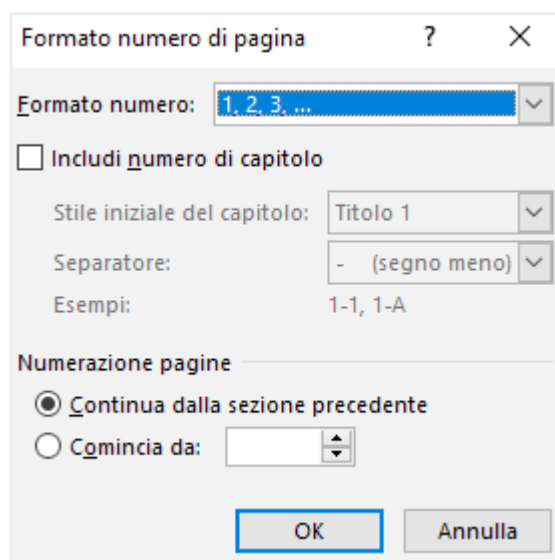 Formato numero di pagina ?
Formato numero: 1, 2, 3, ...
Includi numero di capitolo
Stile iniziale del capitolo: Titolo 1
Separatore: - (segno meno)
Esempi: 1-1, 1-A
Numerazione pagine
Continua dalla sezione precedente
Comincia da:
OK Annulla